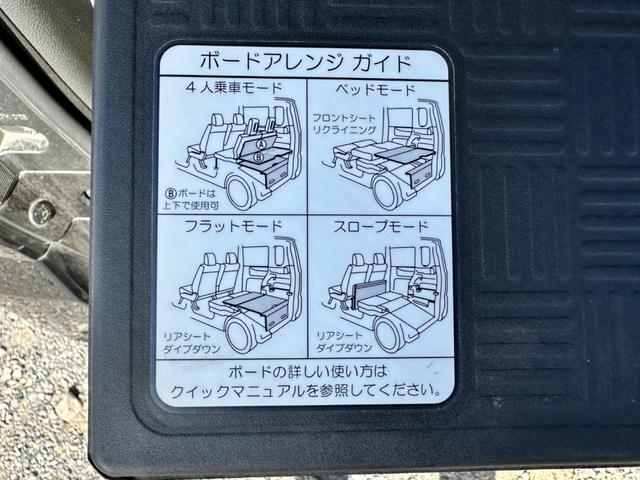 ボードアレンジ ガイド
4人乗車モード
Ⓐ
Ⓑ
Ⓑボードは
上下で使用可
ベッドモード
フロントシート
リクライニング
フラットモード
リアシート
ダイブダウン
スロープモード
リアシート
ダイブダウン
ボードの詳しい使い方は
クイックマニュアルを参照してください。